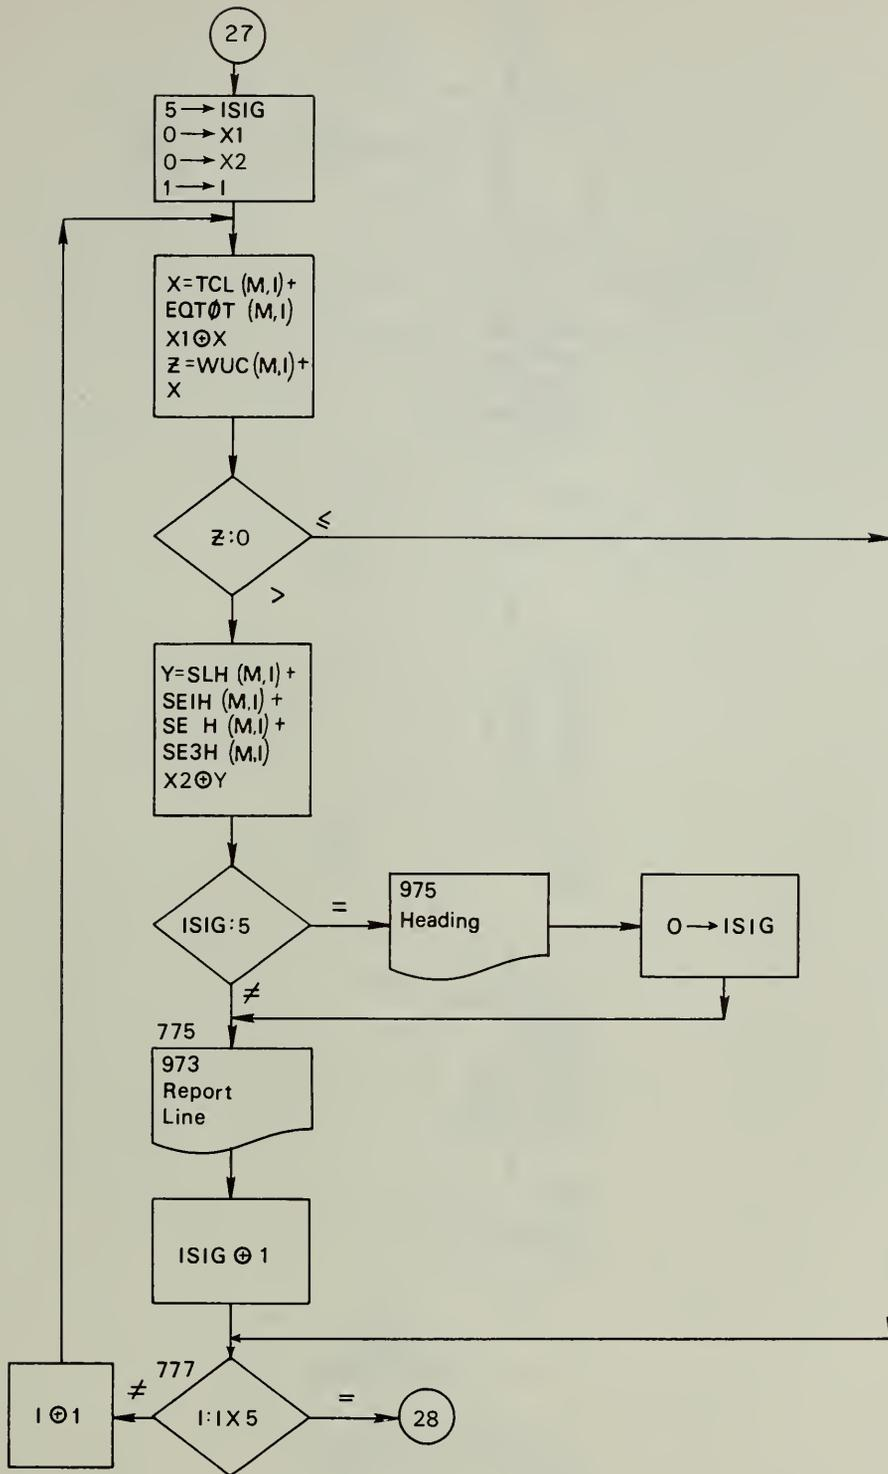 27
5→ISIG
0→X1
0→X2
1→I
X=TCL (M,I)+
EQTØT (M,I)
X1⊕X
Z=WUC(M,I)+
X
Z:0
≤
>
Y=SLH (M,I)+
SEIH (M,I) +
SE H (M,I)+
SE3H (M,I)
X2⊕Y
ISIG:5
=
975
Heading
0→ISIG
≠
775
973
Report
Line
ISIG ⊕ 1
777
I⊕1
≠
I:IX5
=
28